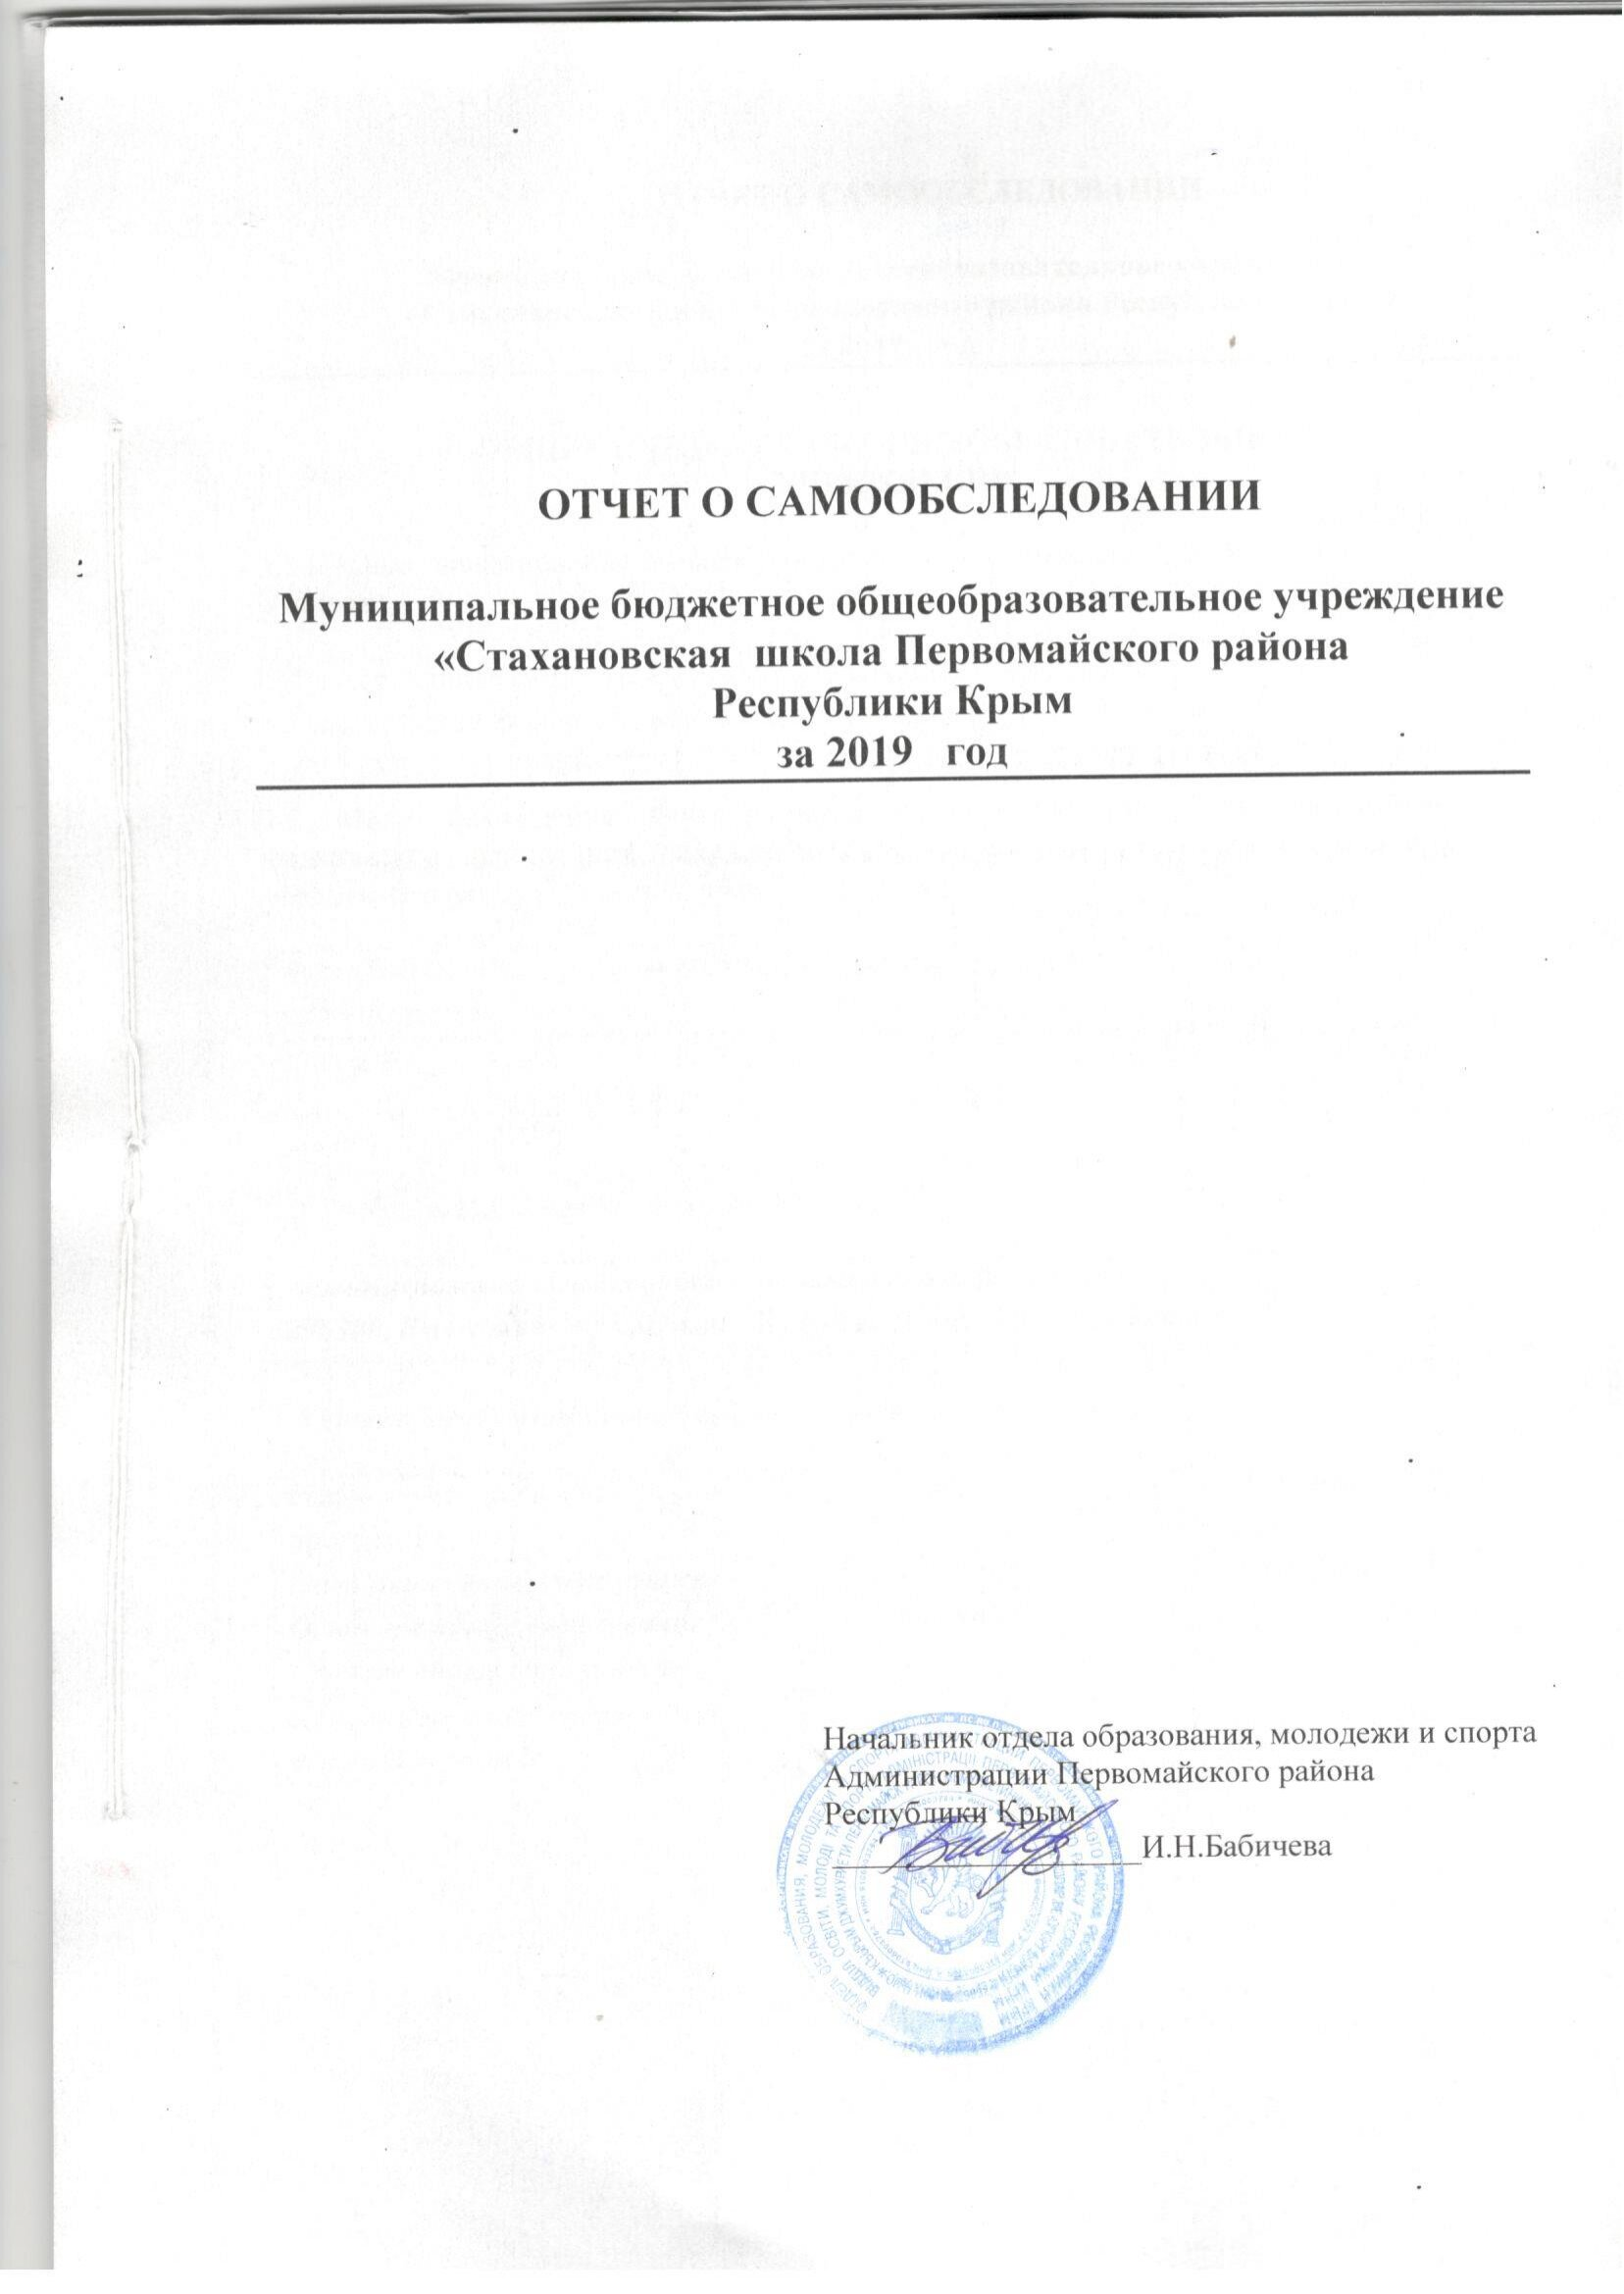 ОТЧЕТ О САМООБСЛЕДОВАНИИ
Муниципальное бюджетное общеобразовательное учреждение
«Стахановская школа Первомайского района
Республики Крым
за 2019 год
Начальник отдела образования, молодежи и спорта
Администрации Первомайского района
Республики Крым
И.Н.Бабичева